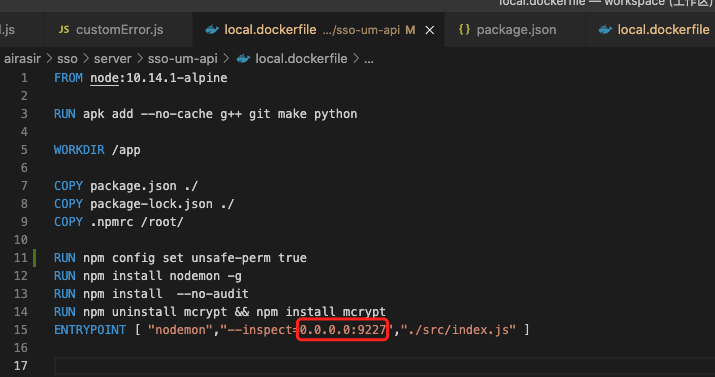 local.dockerfile — workspace (工作区)
.js
JS customError.js
local.dockerfile .../sso-um-api M ×
{} package.json
local.dockerfile
airasir > sso > server > sso-um-api > local.dockerfile > ...
1 FROM node:10.14.1-alpine
2
3 RUN apk add --no-cache g++ git make python
4
5 WORKDIR /app
6
7 COPY package.json ./
8 COPY package-lock.json ./
9 COPY .npmrc /root/
10
11 RUN npm config set unsafe-perm true
12 RUN npm install nodemon -g
13 RUN npm install  --no-audit
14 RUN npm uninstall mcrypt && npm install mcrypt
15 ENTRYPOINT [ "nodemon","--inspect=0.0.0.0:9227","./src/index.js" ]
16
17